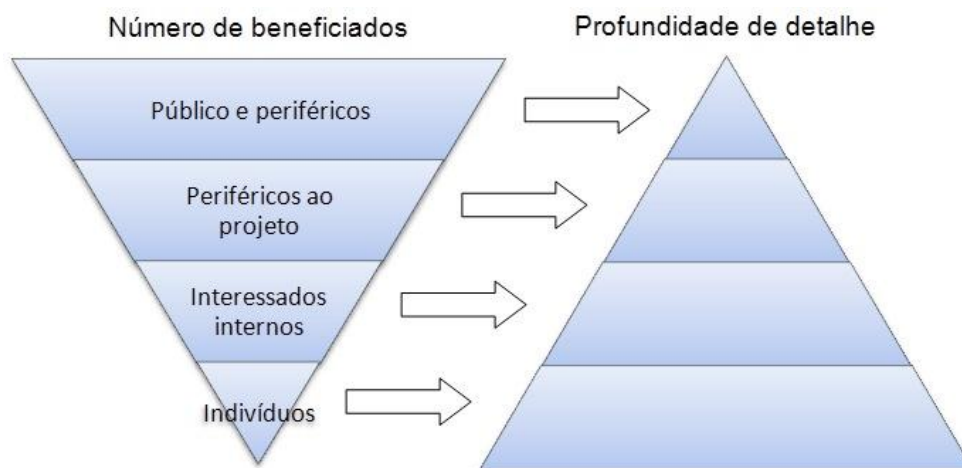 Número de beneficiados
Profundidade de detalhe
Público e periféricos
Periféricos ao
projeto
Interessados
internos
Indivíduos